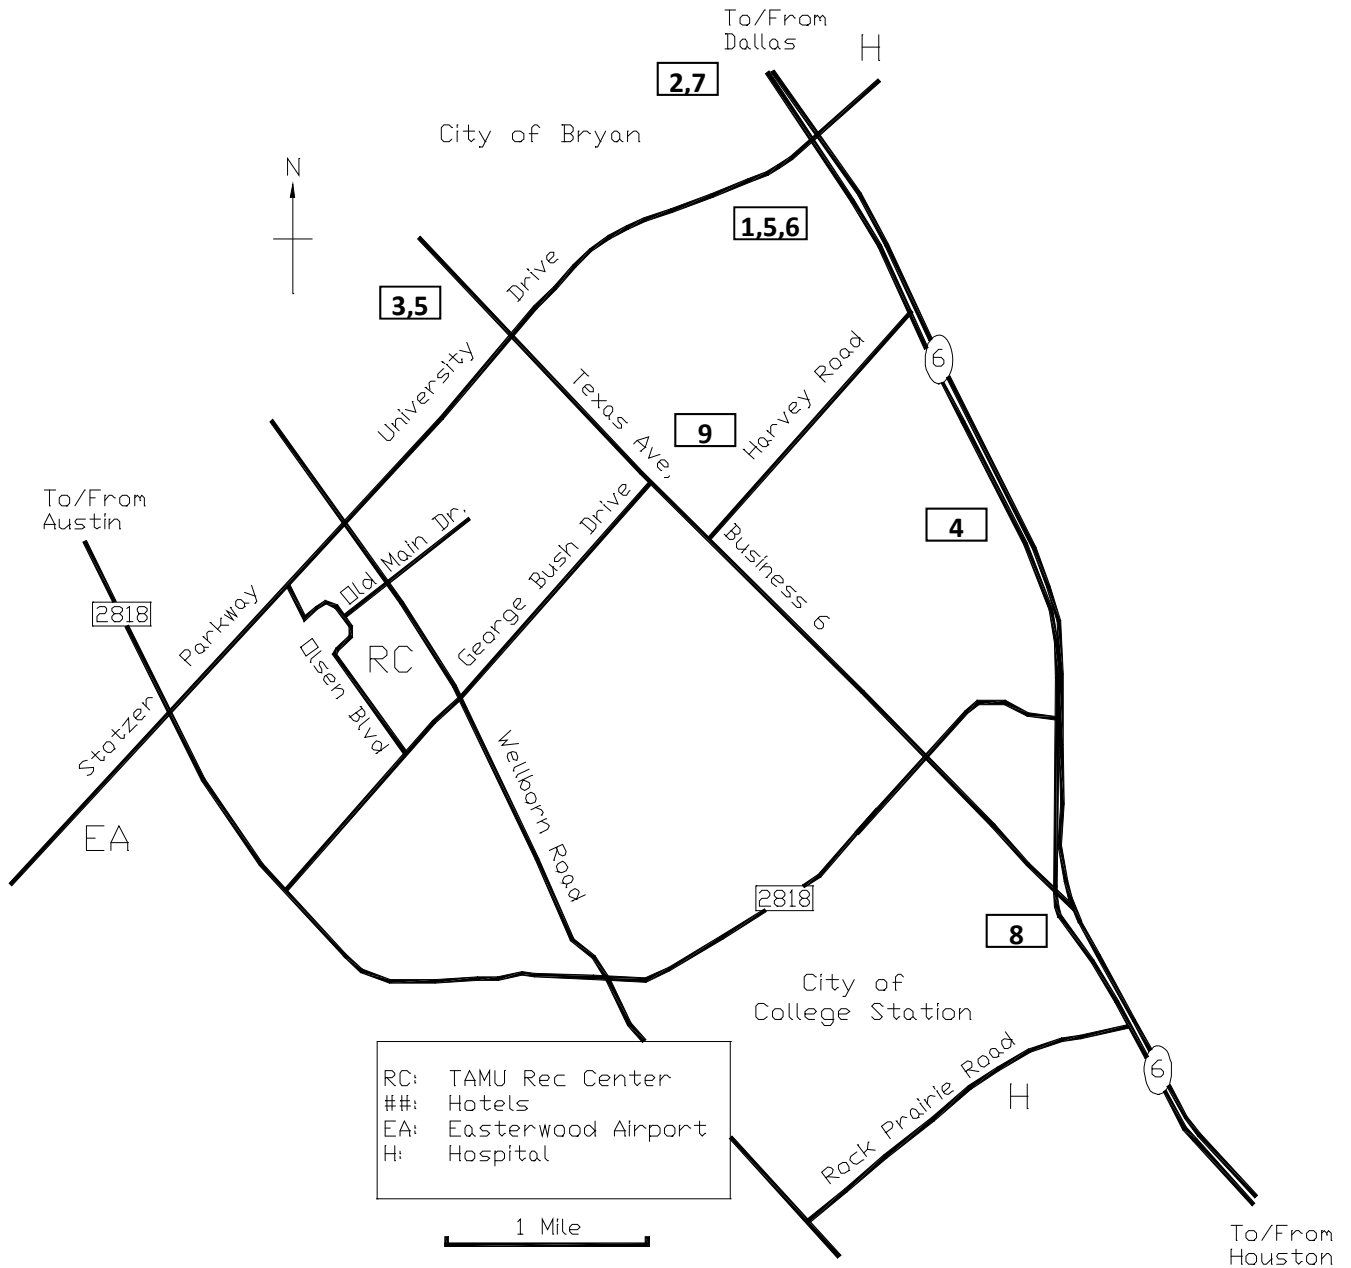 To/From
Dallas
H
2,7
City of Bryan
N
1,5,6
University Drive
3,5
6
Texas Ave, Business 6
Harvey Road
9
To/From
Austin
4
2818
Old Main Dr.
George Bush Drive
Statzer Parkway
Olsen Blvd
RC
Wellborn Road
EA
2818
8
City of
College Station
Rock Prairie Road
6
H
RC: TAMU Rec Center
##: Hotels
EA: Easterwood Airport
H: Hospital
1 Mile
To/From
Houston